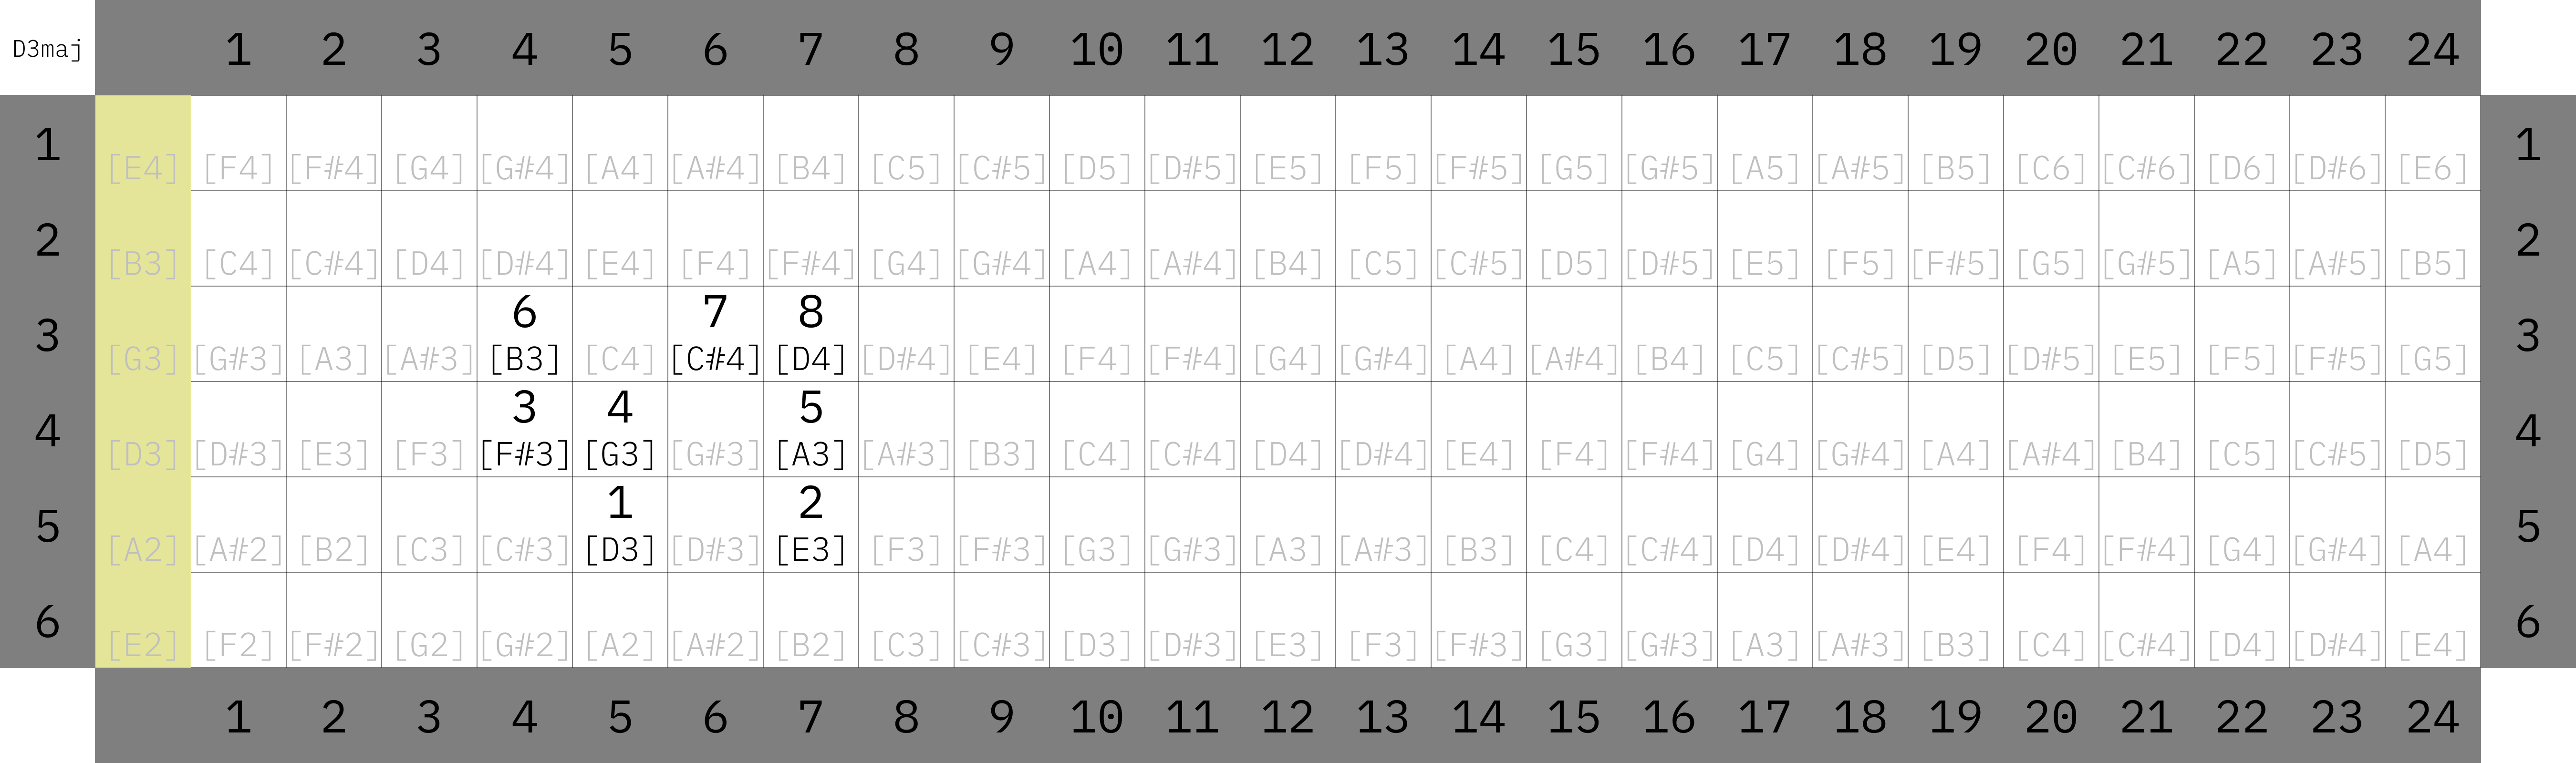 D3maj 1 2 3 4 5 6 7 8 9 10 11 12 13 14 15 16 17 18 19 20 21 22 23 24
1 [E4] [F4] [F#4] [G4] [G#4] [A4] [A#4] [B4] [C5] [C#5] [D5] [D#5] [E5] [F5] [F#5] [G5] [G#5] [A5] [A#5] [B5] [C6] [C#6] [D6] [D#6] [E6] 1
2 [B3] [C4] [C#4] [D4] [D#4] [E4] [F4] [F#4] [G4] [G#4] [A4] [A#4] [B4] [C5] [C#5] [D5] [D#5] [E5] [F5] [F#5] [G5] [G#5] [A5] [A#5] [B5] 2
6 7 8
3 [G3] [G#3] [A3] [A#3] [B3] [C4] [C#4] [D4] [D#4] [E4] [F4] [F#4] [G4] [G#4] [A4] [A#4] [B4] [C5] [C#5] [D5] [D#5] [E5] [F5] [F#5] [G5] 3
3 4 5
4 [D3] [D#3] [E3] [F3] [F#3] [G3] [G#3] [A3] [A#3] [B3] [C4] [C#4] [D4] [D#4] [E4] [F4] [F#4] [G4] [G#4] [A4] [A#4] [B4] [C5] [C#5] [D5] 4
1 2
5 [A2] [A#2] [B2] [C3] [C#3] [D3] [D#3] [E3] [F3] [F#3] [G3] [G#3] [A3] [A#3] [B3] [C4] [C#4] [D4] [D#4] [E4] [F4] [F#4] [G4] [G#4] [A4] 5
6 [E2] [F2] [F#2] [G2] [G#2] [A2] [A#2] [B2] [C3] [C#3] [D3] [D#3] [E3] [F3] [F#3] [G3] [G#3] [A3] [A#3] [B3] [C4] [C#4] [D4] [D#4] [E4] 6
1 2 3 4 5 6 7 8 9 10 11 12 13 14 15 16 17 18 19 20 21 22 23 24